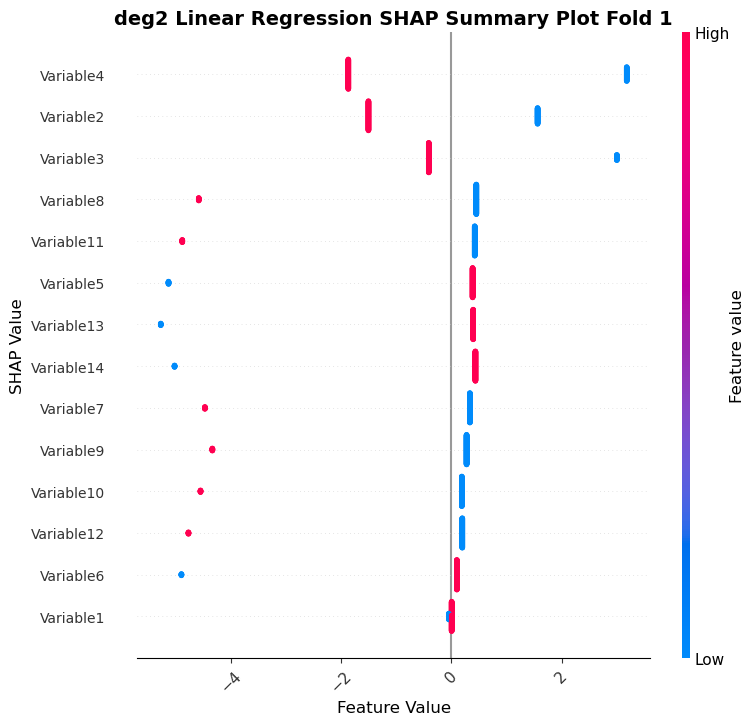 deg2 Linear Regression SHAP Summary Plot Fold 1
High
Variable4
Variable2
Variable3
Variable8
Variable11
Variable5
Variable13
Variable14
Variable7
Variable9
Variable10
Variable12
Variable6
Variable1
SHAP Value
Feature value
Low
−4
−2
0
2
Feature Value